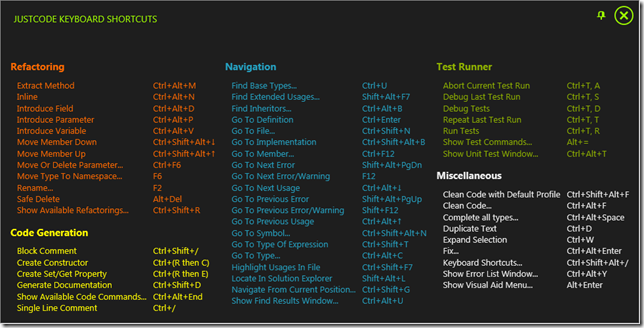 JUSTCODE KEYBOARD SHORTCUTS
Refactoring
Extract Method Ctrl+Alt+M
Inline Ctrl+Alt+N
Introduce Field Ctrl+Alt+D
Introduce Parameter Ctrl+Alt+P
Introduce Variable Ctrl+Alt+V
Move Member Down Ctrl+Shift+Alt+↓
Move Member Up Ctrl+Shift+Alt+↑
Move Or Delete Parameter... Ctrl+F6
Move Type To Namespace... F6
Rename... F2
Safe Delete Alt+Del
Show Available Refactorings... Ctrl+Shift+R
Code Generation
Block Comment Ctrl+Shift+/
Create Constructor Ctrl+(R then C)
Create Set/Get Property Ctrl+(R then E)
Generate Documentation Ctrl+Shift+D
Show Available Code Commands... Ctrl+Alt+End
Single Line Comment Ctrl+/
Navigation
Find Base Types... Ctrl+U
Find Extended Usages... Shift+Alt+F7
Find Inheritors... Ctrl+Alt+B
Go To Definition Ctrl+Enter
Go To File... Ctrl+Shift+N
Go To Implementation Ctrl+Shift+Alt+B
Go To Member... Ctrl+F12
Go To Next Error Shift+Alt+PgDn
Go To Next Error/Warning F12
Go To Next Usage Ctrl+Alt+↓
Go To Previous Error Shift+Alt+PgUp
Go To Previous Error/Warning Shift+F12
Go To Previous Usage Ctrl+Alt+↑
Go To Symbol... Ctrl+Shift+Alt+N
Go To Type Of Expression Ctrl+Shift+T
Go To Type... Ctrl+Alt+C
Highlight Usages In File Ctrl+Shift+F7
Locate In Solution Explorer Shift+Alt+L
Navigate From Current Position... Ctrl+Shift+G
Show Find Results Window... Ctrl+Alt+U
Test Runner
Abort Current Test Run Ctrl+T, A
Debug Last Test Run Ctrl+T, S
Debug Tests Ctrl+T, D
Repeat Last Test Run Ctrl+T, T
Run Tests Ctrl+T, R
Show Test Commands... Alt+=
Show Unit Test Window... Ctrl+Alt+T
Miscellaneous
Clean Code with Default Profile Ctrl+Shift+Alt+F
Clean Code... Ctrl+Alt+F
Complete all types... Ctrl+Alt+Space
Duplicate Text Ctrl+D
Expand Selection Ctrl+W
Fix... Ctrl+Alt+Enter
Keyboard Shortcuts... Ctrl+Shift+Alt+/
Show Error List Window... Ctrl+Alt+Y
Show Visual Aid Menu... Alt+Enter